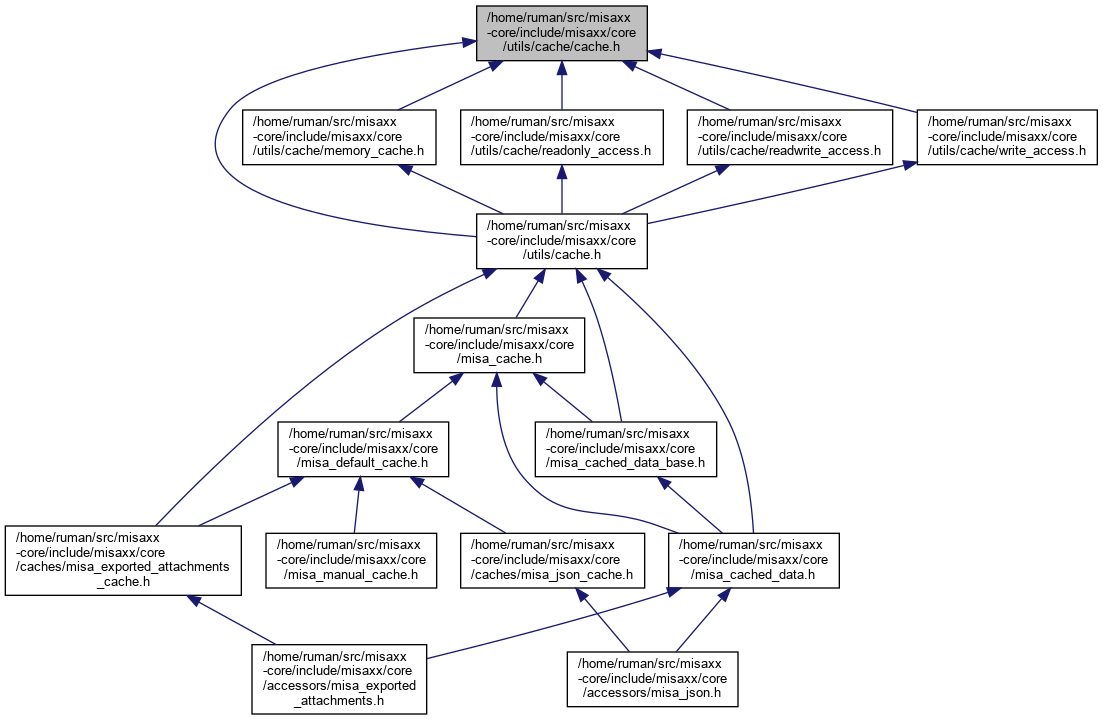 /home/ruman/src/misaxx
-core/include/misaxx/core
/utils/cache/cache.h
/home/ruman/src/misaxx
-core/include/misaxx/core
/utils/cache/memory_cache.h
/home/ruman/src/misaxx
-core/include/misaxx/core
/utils/cache/readonly_access.h
/home/ruman/src/misaxx
-core/include/misaxx/core
/utils/cache/readwrite_access.h
/home/ruman/src/misaxx
-core/include/misaxx/core
/utils/cache/write_access.h
/home/ruman/src/misaxx
-core/include/misaxx/core
/utils/cache.h
/home/ruman/src/misaxx
-core/include/misaxx/core
/misa_cache.h
/home/ruman/src/misaxx
-core/include/misaxx/core
/misa_default_cache.h
/home/ruman/src/misaxx
-core/include/misaxx/core
/misa_cached_data_base.h
/home/ruman/src/misaxx
-core/include/misaxx/core
/caches/misa_exported_attachments
_cache.h
/home/ruman/src/misaxx
-core/include/misaxx/core
/misa_manual_cache.h
/home/ruman/src/misaxx
-core/include/misaxx/core
/caches/misa_json_cache.h
/home/ruman/src/misaxx
-core/include/misaxx/core
/misa_cached_data.h
/home/ruman/src/misaxx
-core/include/misaxx/core
/accessors/misa_exported
_attachments.h
/home/ruman/src/misaxx
-core/include/misaxx/core
/accessors/misa_json.h